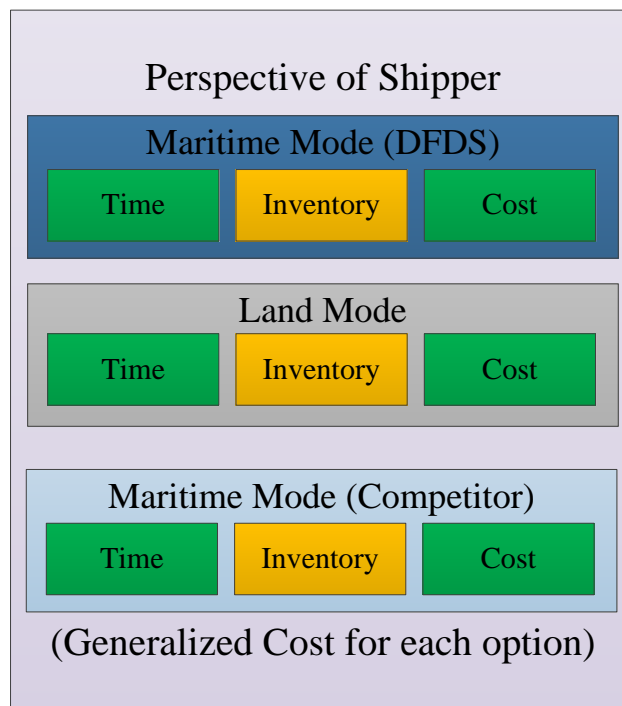 Perspective of Shipper
Maritime Mode (DFDS)
Time Inventory Cost
Land Mode
Time Inventory Cost
Maritime Mode (Competitor)
Time Inventory Cost
(Generalized Cost for each option)